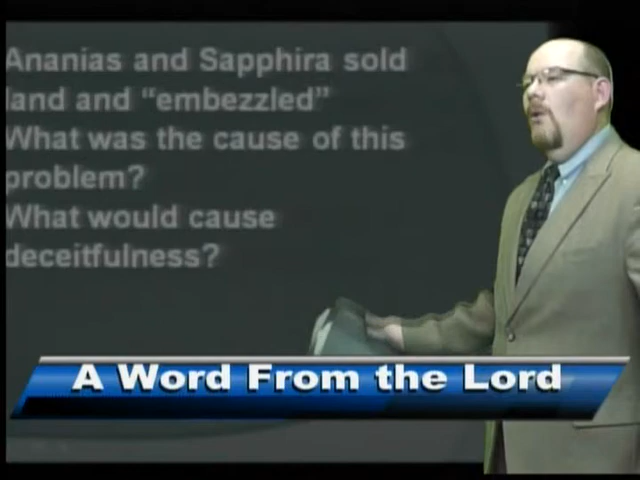 Ananias and Sapphira sold
land and “embezzled”
What was the cause of this
problem?
What would cause
deceitfulness?
A Word From the Lord